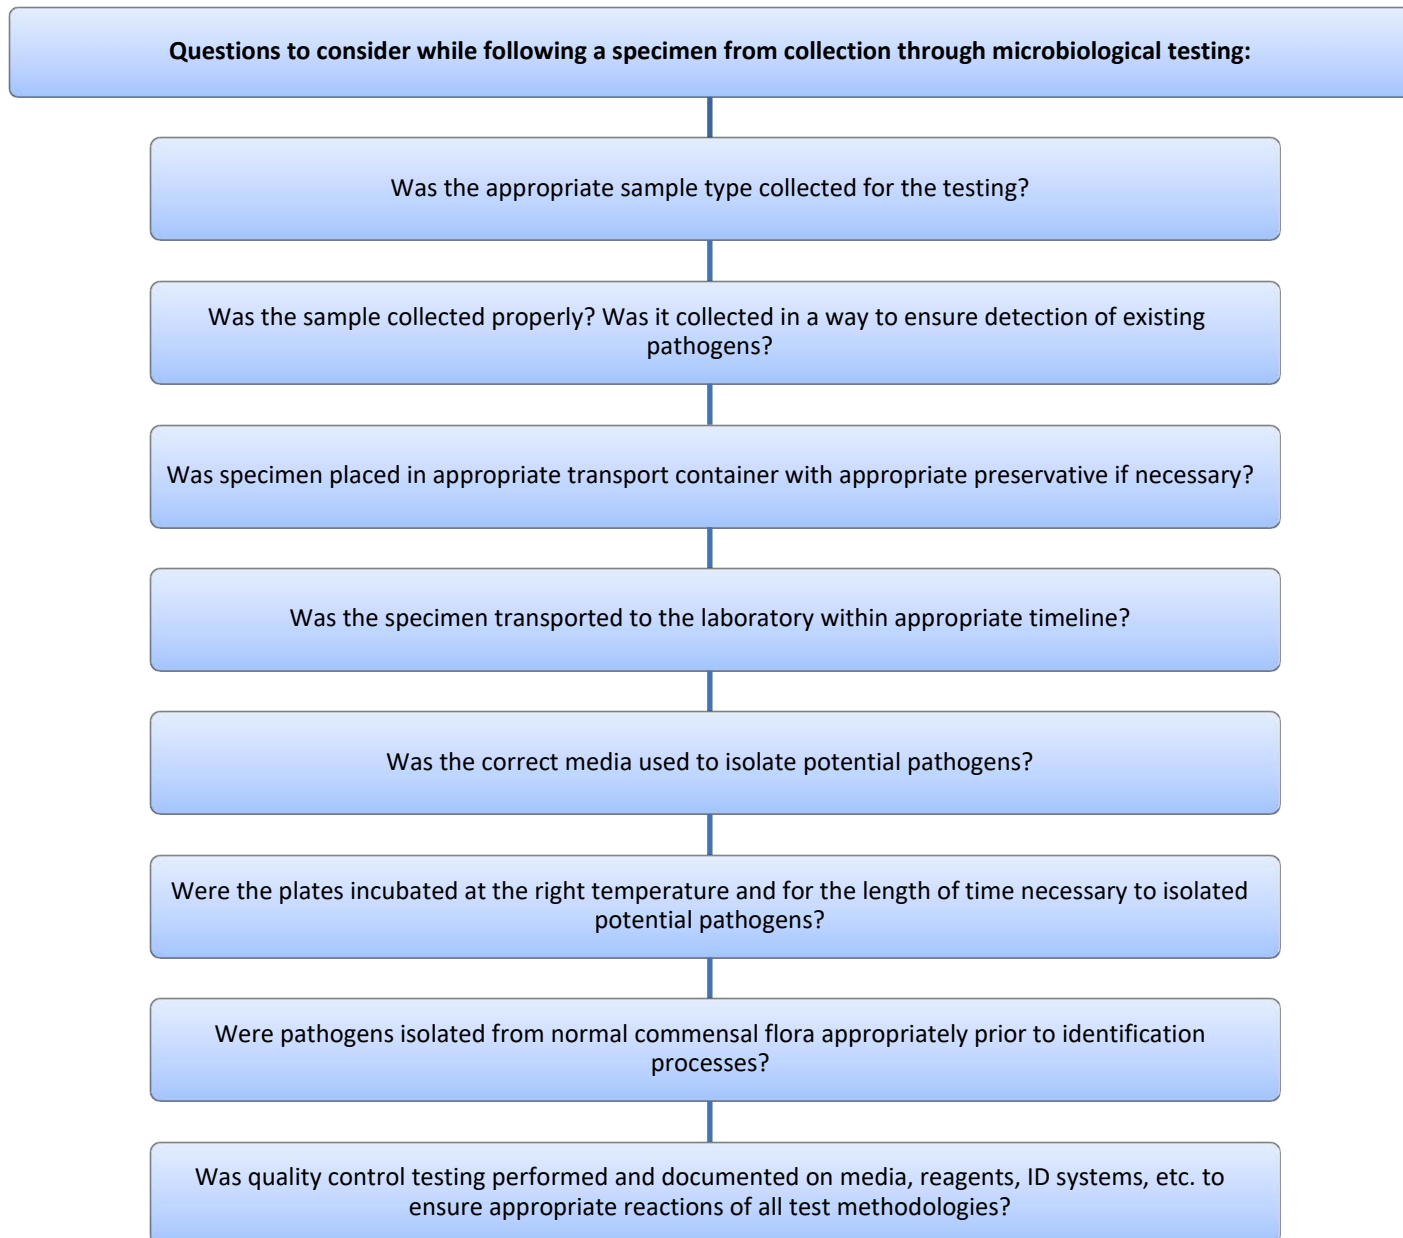 Questions to consider while following a specimen from collection through microbiological testing:
Was the appropriate sample type collected for the testing?
Was the sample collected properly? Was it collected in a way to ensure detection of existing
pathogens?
Was specimen placed in appropriate transport container with appropriate preservative if necessary?
Was the specimen transported to the laboratory within appropriate timeline?
Was the correct media used to isolate potential pathogens?
Were the plates incubated at the right temperature and for the length of time necessary to isolated
potential pathogens?
Were pathogens isolated from normal commensal flora appropriately prior to identification
processes?
Was quality control testing performed and documented on media, reagents, ID systems, etc. to
ensure appropriate reactions of all test methodologies?